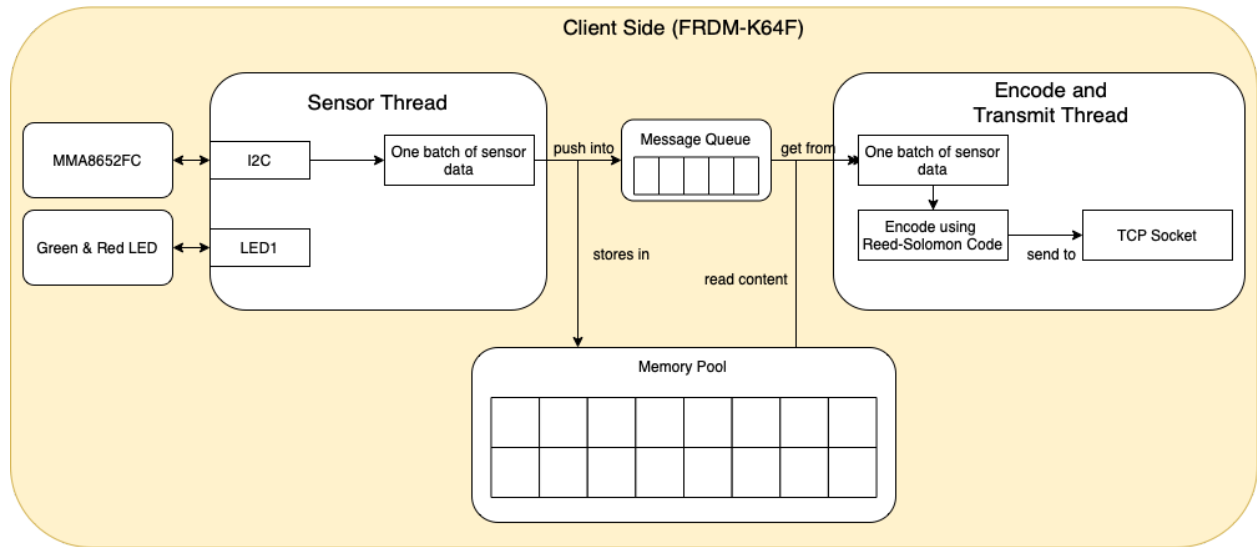 Client Side (FRDM-K64F)
Sensor Thread
MMA8652FC
I2C
One batch of sensor
data
Green & Red LED
LED1
push into
Message Queue
get from
stores in
read content
Encode and
Transmit Thread
One batch of sensor
data
Encode using
Reed-Solomon Code
send to
TCP Socket
Memory Pool